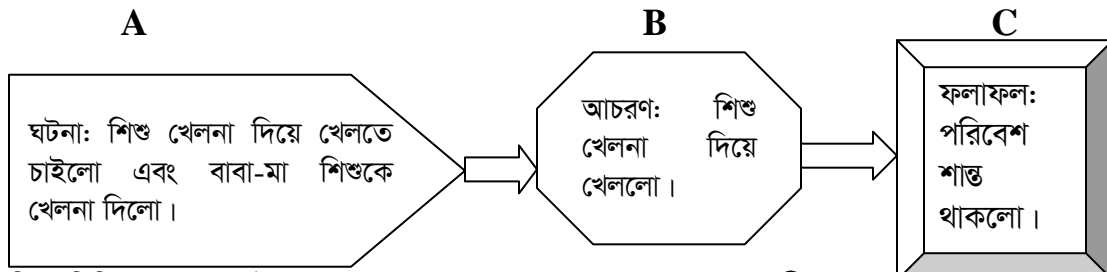 A
B
C
ঘটনা: শিশু খেলনা দিয়ে খেলতে
চাইলো এবং বাবা-মা শিশুকে
খেলনা দিলো।
আচরণ: শিশু
খেলনা দিয়ে
খেললো।
ফলাফল:
পরিবেশ
শান্ত
থাকলো।